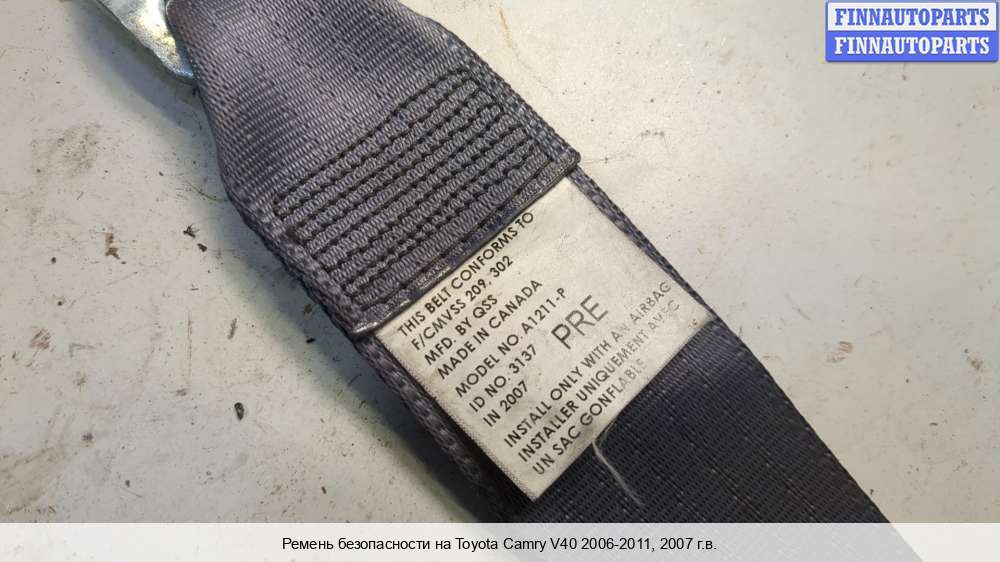 FINNAUTOPARTS
FINNAUTOPARTS
THIS BELT CONFORMS TO
F/CMVSS 209, 302
MFD. BY QSS
MADE IN CANADA
MODEL NO. A1211-P
ID NO. 3137 PRE
IN 2007
INSTALL ONLY WITH AN AIRBAG
INSTALLER UNIQUEMENT AVEC
UN SAC GONFLABLE
Ремень безопасности на Toyota Camry V40 2006-2011, 2007 г.в.